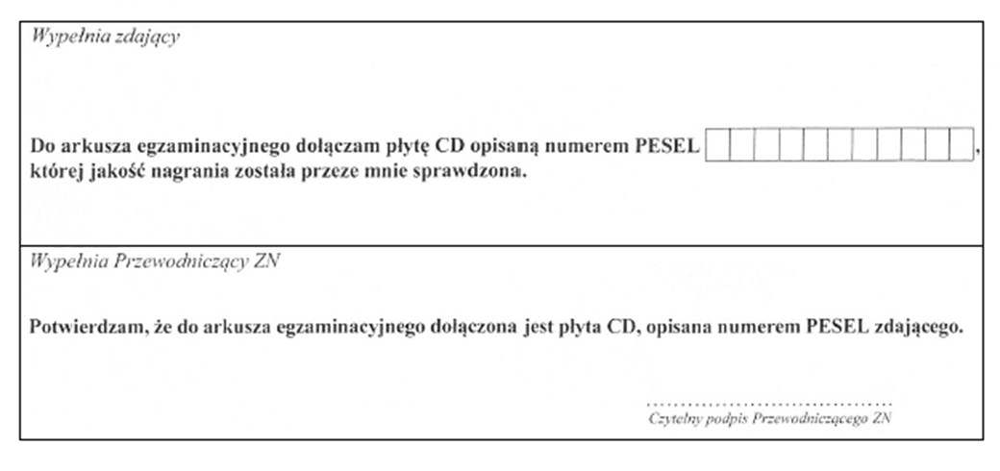 Wypełnia zdający
Do arkusza egzaminacyjnego dołączam płytę CD opisaną numerem PESEL ,
której jakość nagrania została przeze mnie sprawdzona.
Wypełnia Przewodniczący ZN
Potwierdzam, że do arkusza egzaminacyjnego dołączona jest płyta CD, opisana numerem PESEL zdającego.
........................................
Czytelny podpis Przewodniczącego ZN